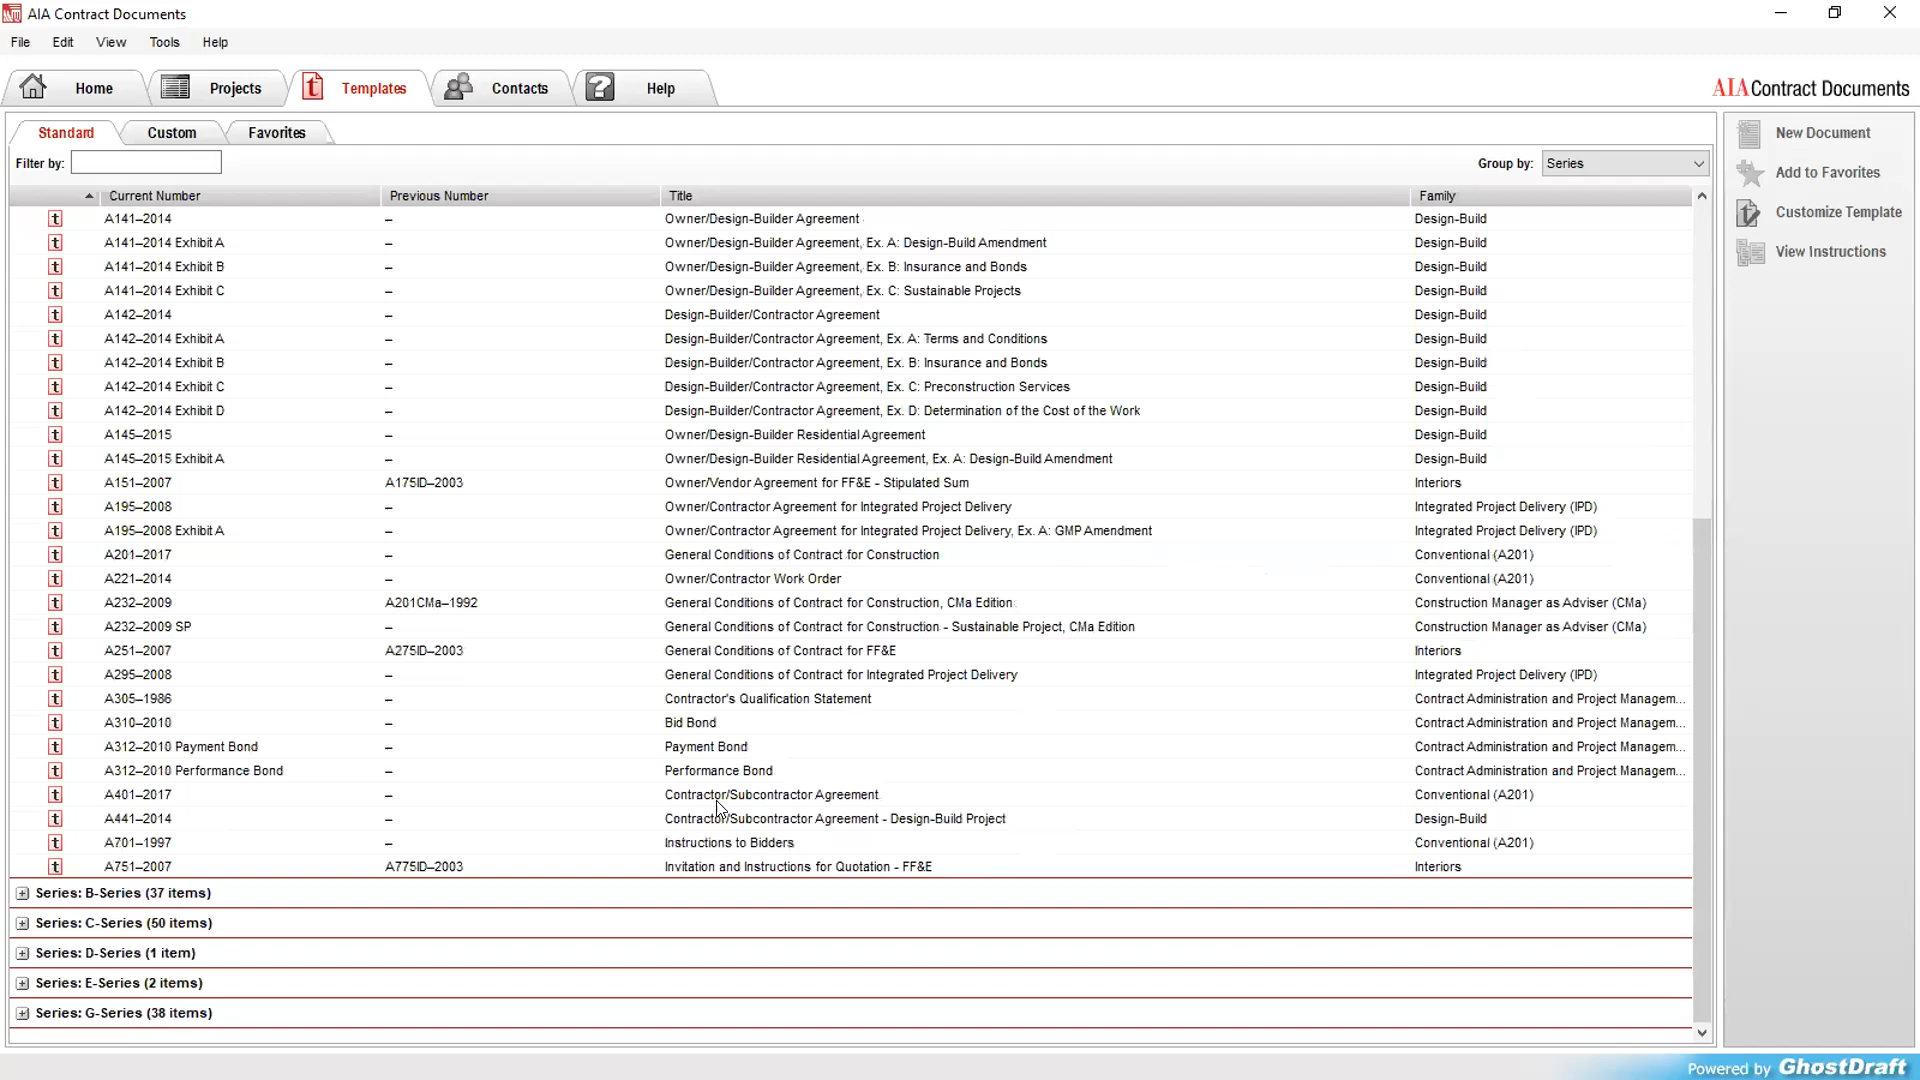 AIA Contract Documents
File Edit View Tools Help
Home Projects Templates Contacts Help
AIA Contract Documents
Standard Custom Favorites
Filter by:
Group by: Series
Current Number Previous Number Title Family
A141–2014 – Owner/Design-Builder Agreement Design-Build
A141–2014 Exhibit A – Owner/Design-Builder Agreement, Ex. A: Design-Build Amendment Design-Build
A141–2014 Exhibit B – Owner/Design-Builder Agreement, Ex. B: Insurance and Bonds Design-Build
A141–2014 Exhibit C – Owner/Design-Builder Agreement, Ex. C: Sustainable Projects Design-Build
A142–2014 – Design-Builder/Contractor Agreement Design-Build
A142–2014 Exhibit A – Design-Builder/Contractor Agreement, Ex. A: Terms and Conditions Design-Build
A142–2014 Exhibit B – Design-Builder/Contractor Agreement, Ex. B: Insurance and Bonds Design-Build
A142–2014 Exhibit C – Design-Builder/Contractor Agreement, Ex. C: Preconstruction Services Design-Build
A142–2014 Exhibit D – Design-Builder/Contractor Agreement, Ex. D: Determination of the Cost of the Work Design-Build
A145–2015 – Owner/Design-Builder Residential Agreement Design-Build
A145–2015 Exhibit A – Owner/Design-Builder Residential Agreement, Ex. A: Design-Build Amendment Design-Build
A151–2007 A175ID–2003 Owner/Vendor Agreement for FF&E - Stipulated Sum Interiors
A195–2008 – Owner/Contractor Agreement for Integrated Project Delivery Integrated Project Delivery (IPD)
A195–2008 Exhibit A – Owner/Contractor Agreement for Integrated Project Delivery, Ex. A: GMP Amendment Integrated Project Delivery (IPD)
A201–2017 – General Conditions of Contract for Construction Conventional (A201)
A221–2014 – Owner/Contractor Work Order Conventional (A201)
A232–2009 A201CMa–1992 General Conditions of Contract for Construction, CMa Edition Construction Manager as Adviser (CMa)
A232–2009 SP – General Conditions of Contract for Construction - Sustainable Project, CMa Edition Construction Manager as Adviser (CMa)
A251–2007 A275ID–2003 General Conditions of Contract for FF&E Interiors
A295–2008 – General Conditions of Contract for Integrated Project Delivery Integrated Project Delivery (IPD)
A305–1986 – Contractor's Qualification Statement Contract Administration and Project Managem...
A310–2010 – Bid Bond Contract Administration and Project Managem...
A312–2010 Payment Bond – Payment Bond Contract Administration and Project Managem...
A312–2010 Performance Bond – Performance Bond Contract Administration and Project Managem...
A401–2017 – Contractor/Subcontractor Agreement Conventional (A201)
A441–2014 – Contractor/Subcontractor Agreement - Design-Build Project Design-Build
A701–1997 – Instructions to Bidders Conventional (A201)
A751–2007 A775ID–2003 Invitation and Instructions for Quotation - FF&E Interiors
Series: B-Series (37 items)
Series: C-Series (50 items)
Series: D-Series (1 item)
Series: E-Series (2 items)
Series: G-Series (38 items)
New Document
Add to Favorites
Customize Template
View Instructions
Powered by GhostDraft